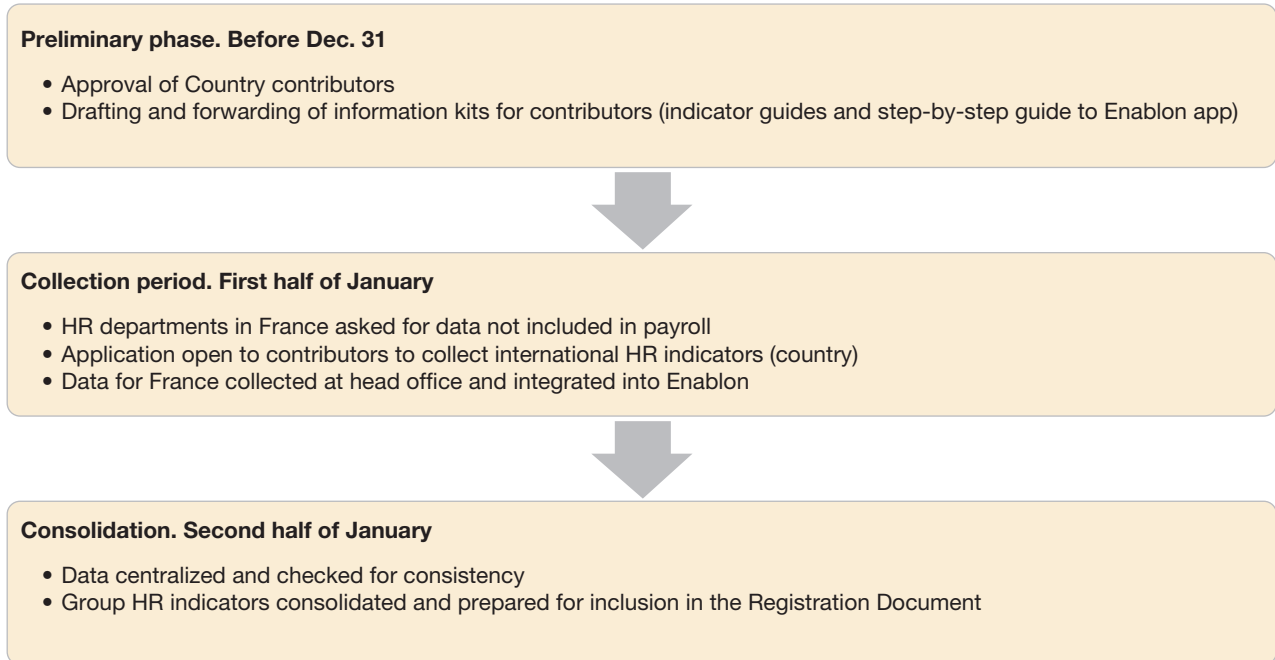 Preliminary phase. Before Dec. 31
• Approval of Country contributors
• Drafting and forwarding of information kits for contributors (indicator guides and step-by-step guide to Enablon app)
Collection period. First half of January
• HR departments in France asked for data not included in payroll
• Application open to contributors to collect international HR indicators (country)
• Data for France collected at head office and integrated into Enablon
Consolidation. Second half of January
• Data centralized and checked for consistency
• Group HR indicators consolidated and prepared for inclusion in the Registration Document